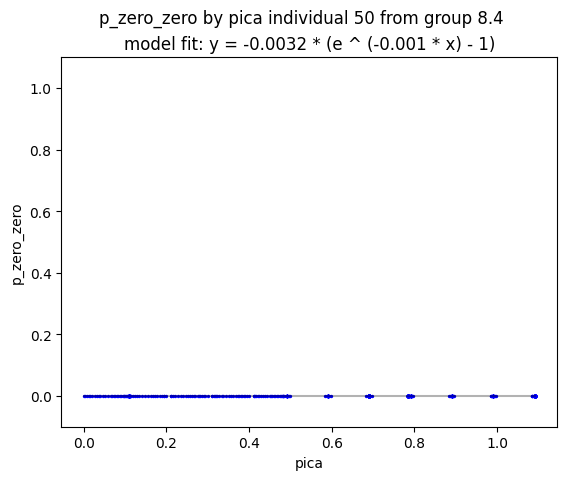 p_zero_zero by pica individual 50 from group 8.4
model fit: y = -0.0032 * (e ^ (-0.001 * x) - 1)
1.0
0.8
0.6
0.4
0.2
0.0
p_zero_zero
0.0 0.2 0.4 0.6 0.8 1.0
pica